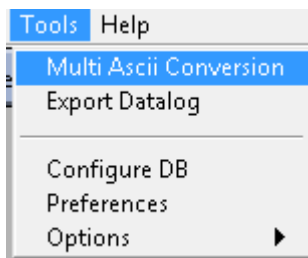 Tools Help
Multi Ascii Conversion
Export Datalog
Configure DB
Preferences
Options